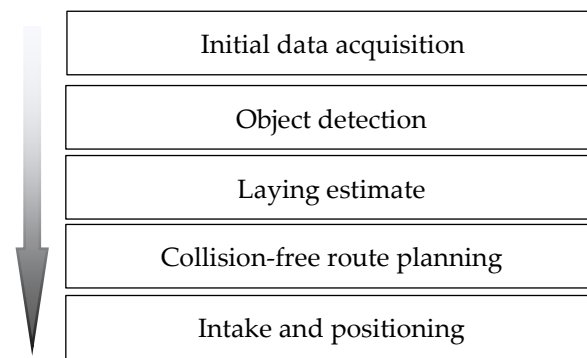 Initial data acquisition
Object detection
Laying estimate
Collision-free route planning
Intake and positioning